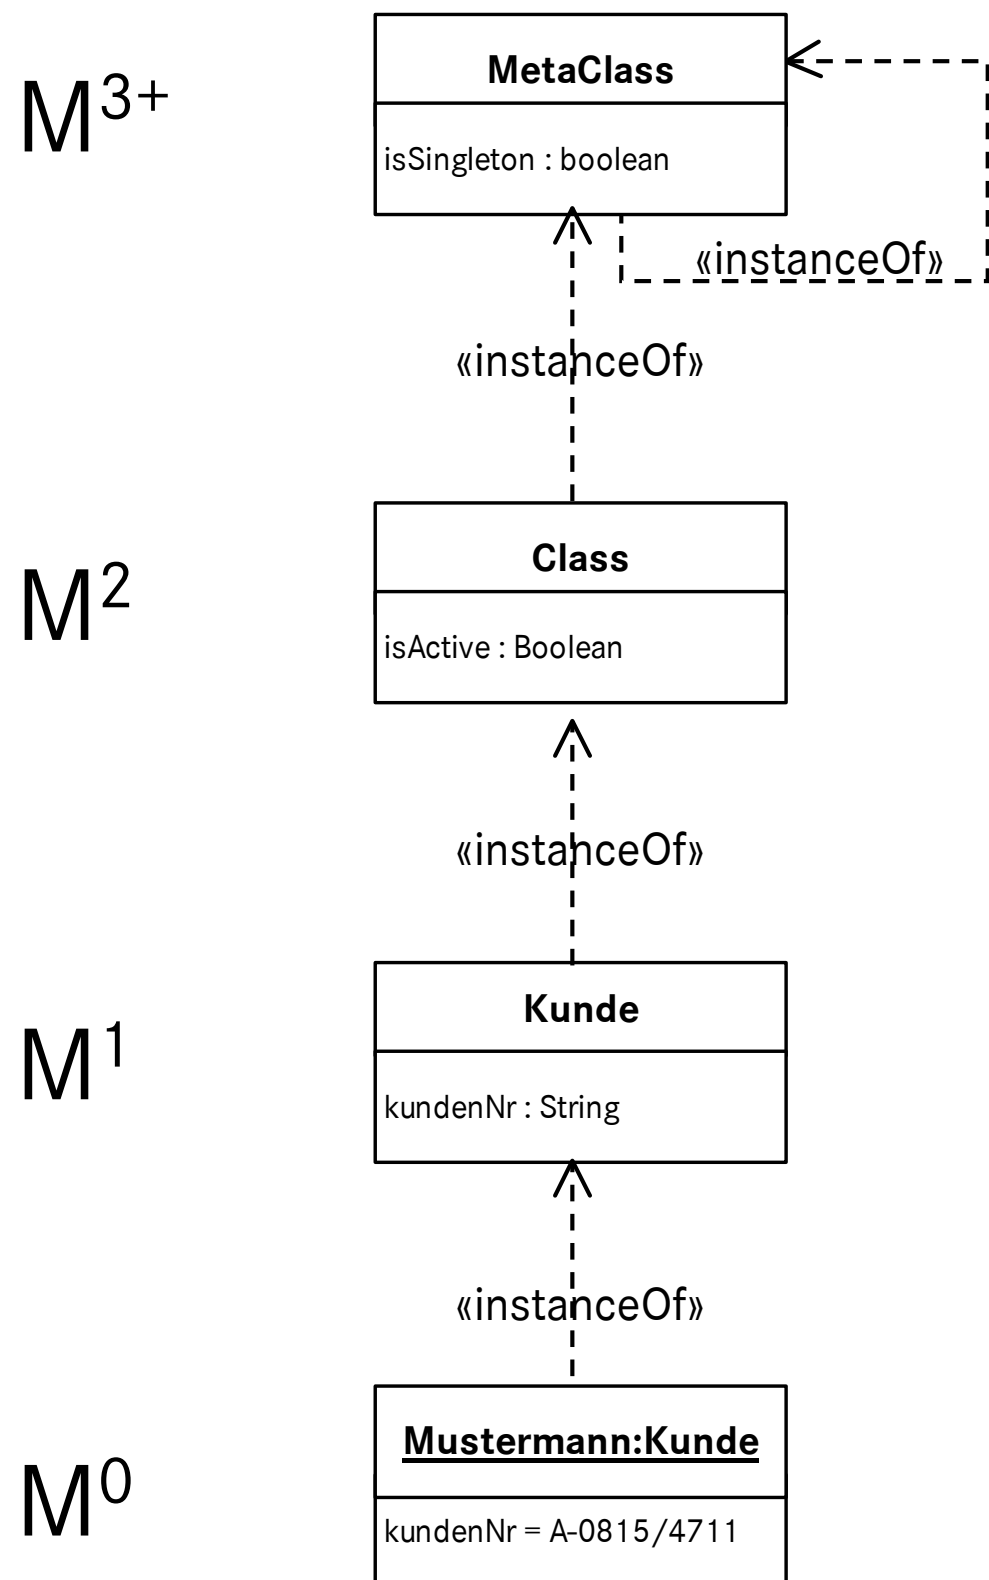 MetaClass
M3+
isSingleton : boolean
«instanceOf»
«instanceOf»
Class
M2
isActive : Boolean
«instanceOf»
Kunde
M1
kundenNr : String
«instanceOf»
Mustermann:Kunde
M0
kundenNr = A-0815/4711